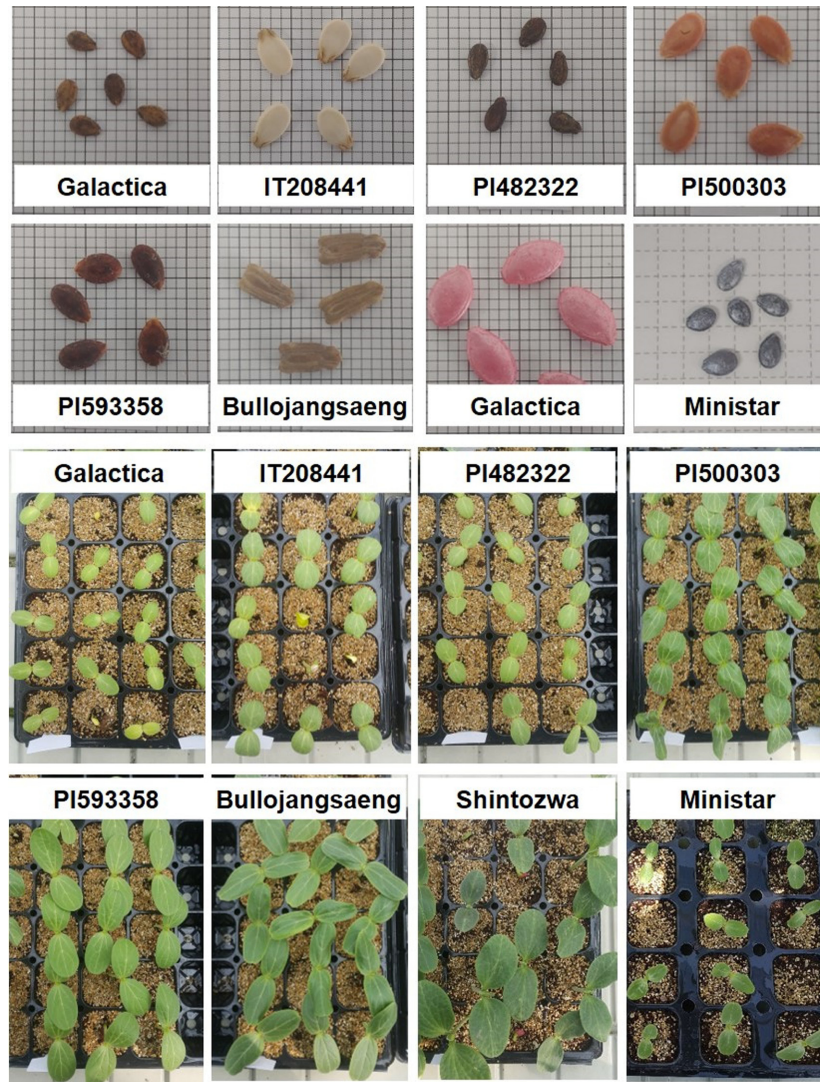 Galactica
IT208441
PI482322
PI500303
PI593358
Bullojangsaeng
Galactica
Ministar
Galactica
IT208441
PI482322
PI500303
PI593358
Bullojangsaeng
Shintozwa
Ministar